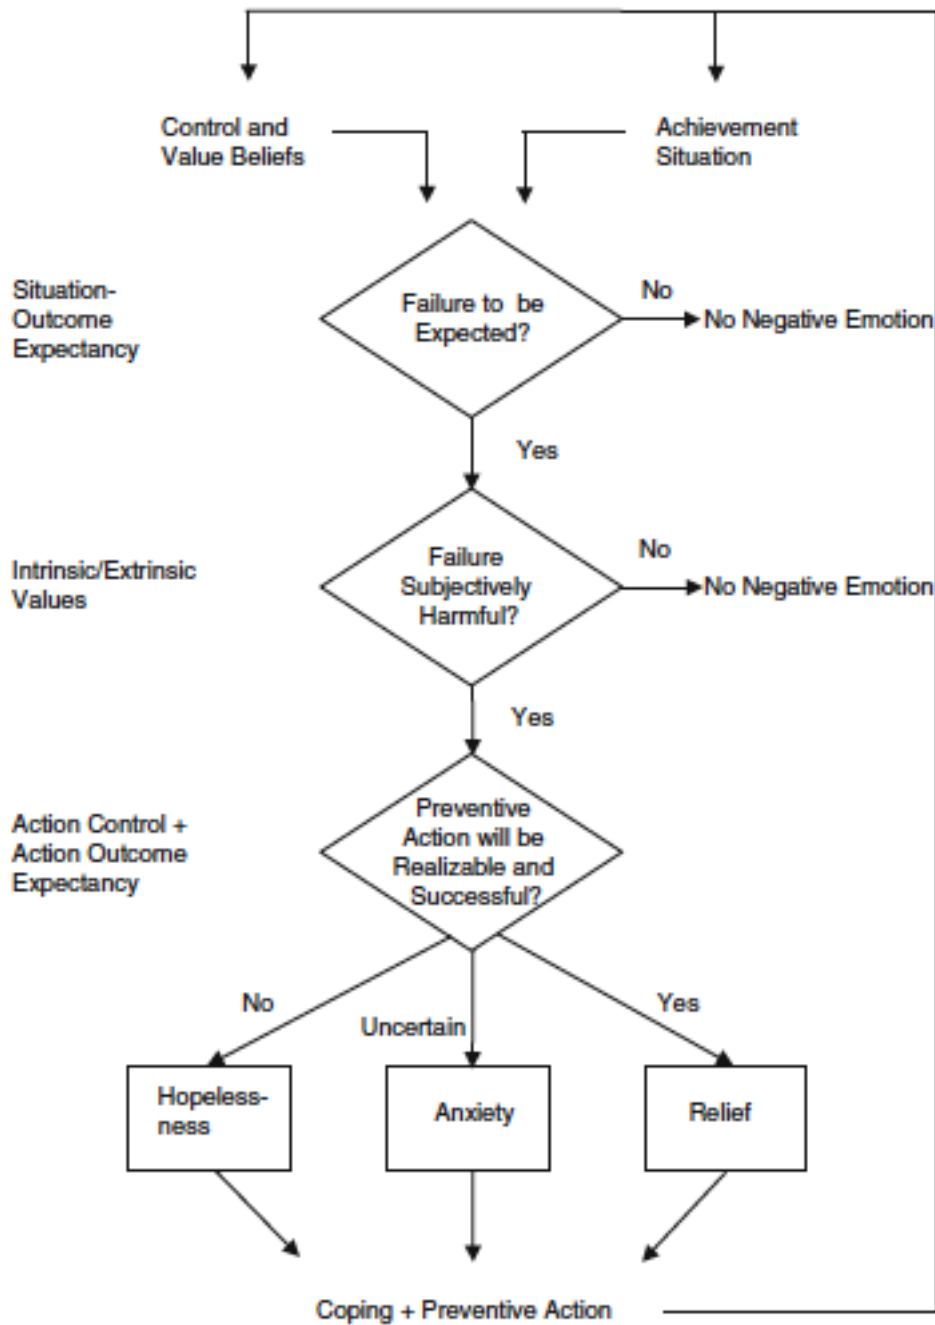 Control and
Value Beliefs
Achievement
Situation
Situation-
Outcome
Expectancy
Failure to be
Expected?
No
No Negative Emotion
Yes
Intrinsic/Extrinsic
Values
Failure
Subjectively
Harmful?
No
No Negative Emotion
Yes
Action Control +
Action Outcome
Expectancy
Preventive
Action will be
Realizable and
Successful?
No
Uncertain
Yes
Hopeless-
ness
Anxiety
Relief
Coping + Preventive Action